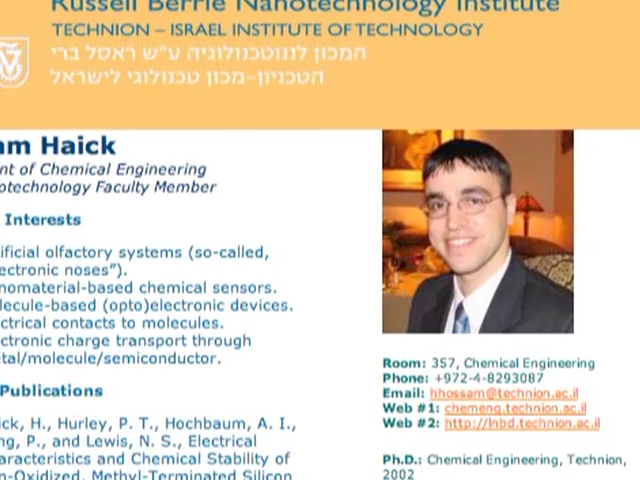 Russell Berrie Nanotechnology Institute
TECHNION – ISRAEL INSTITUTE OF TECHNOLOGY
המכון לננוטכנולוגיה ע"ש ראסל ברי
הטכניון-מכון טכנולוגי לישראל
am Haick
nt of Chemical Engineering
otechnology Faculty Member
Interests
ificial olfactory systems (so-called,
ectronic noses").
nomaterial-based chemical sensors.
lecule-based (opto)electronic devices.
ctrical contacts to molecules.
ctronic charge transport through
tal/molecule/semiconductor.
Publications
ick, H., Hurley, P. T., Hochbaum, A. I.,
ng, P., and Lewis, N. S., Electrical
aracteristics and Chemical Stability of
n-Oxidized, Methyl-Terminated Silicon
Room: 357, Chemical Engineering
Phone: +972-4-8293087
Email: hhossam@technion.ac.il
Web #1: chemeng.technion.ac.il
Web #2: http://lnbd.technion.ac.il
Ph.D.: Chemical Engineering, Technion,
2002